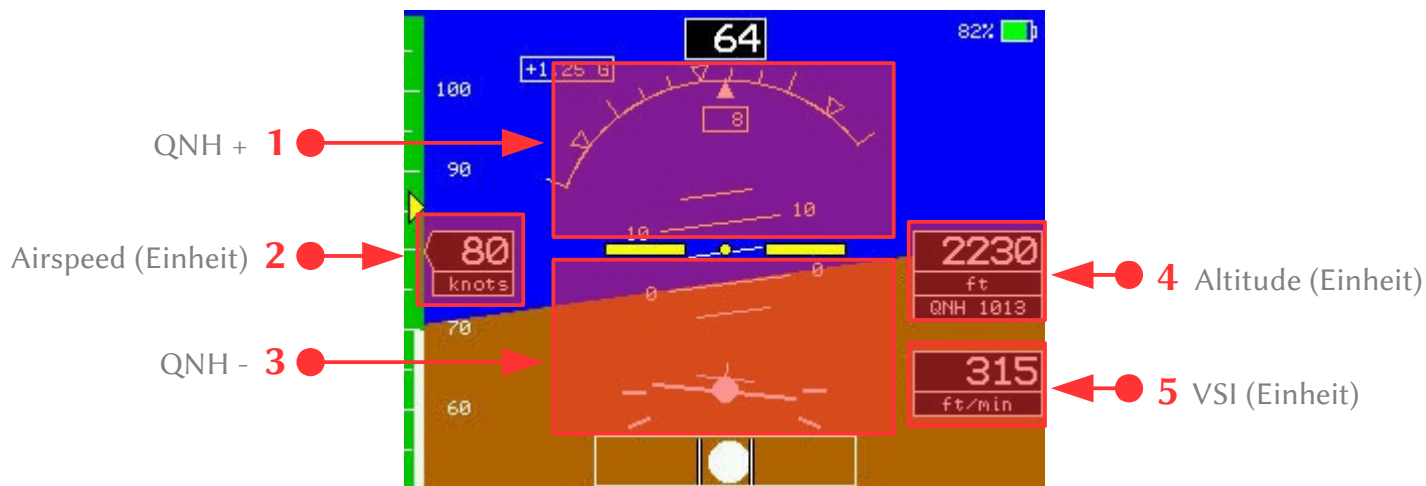 64
82%
+1.25 G
100
8
QNH + 1
90
10
10
Airspeed (Einheit) 2
80
knots
2230
ft
QNH 1013
4 Altitude (Einheit)
0
0
70
QNH - 3
315
ft/min
5 VSI (Einheit)
60